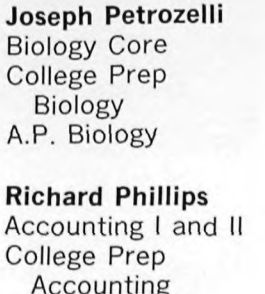 Joseph Petrozelli
Biology Core
College Prep
Biology
A.P. Biology
Richard Phillips
Accounting I and II
College Prep
Accounting